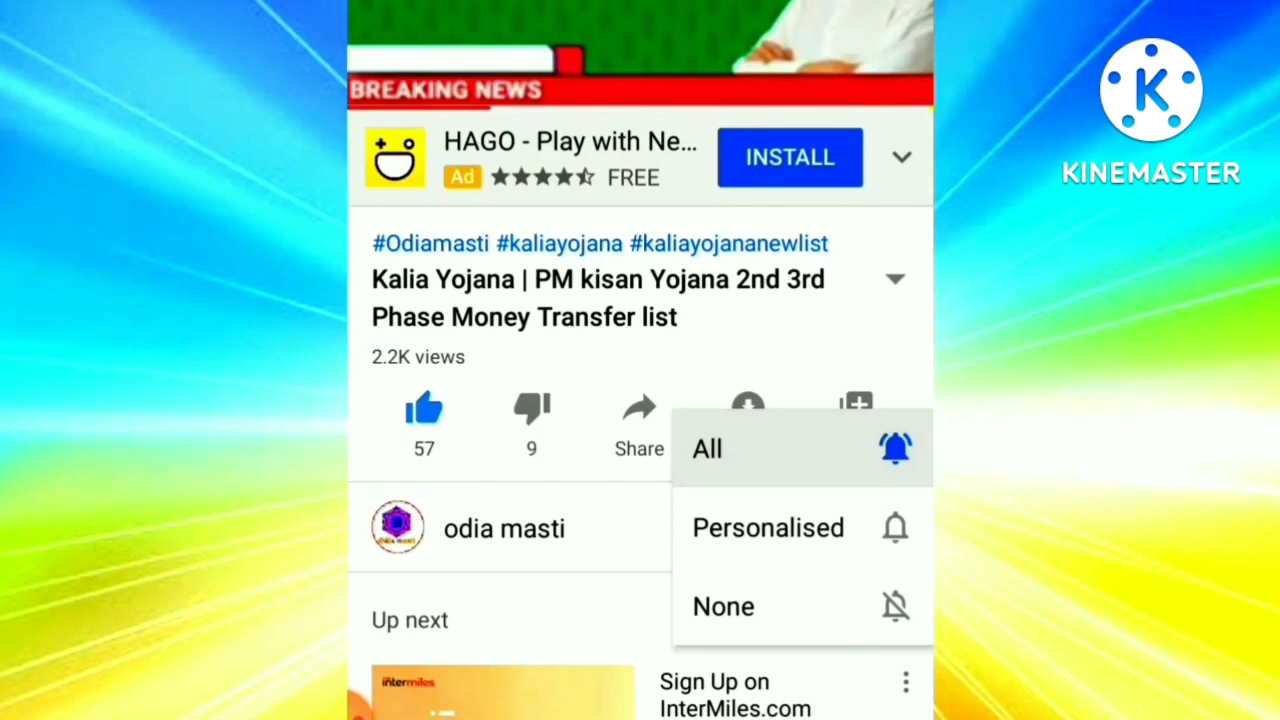 BREAKING NEWS
HAGO - Play with Ne...
INSTALL
Ad
FREE
#Odiamasti #kaliayojana #kaliayojananewlist
Kalia Yojana | PM kisan Yojana 2nd 3rd
Phase Money Transfer list
2.2K views
57
9
Share
All
odia masti
Personalised
None
Up next
intermiles
Sign Up on
InterMiles.com
K
KINEMASTER